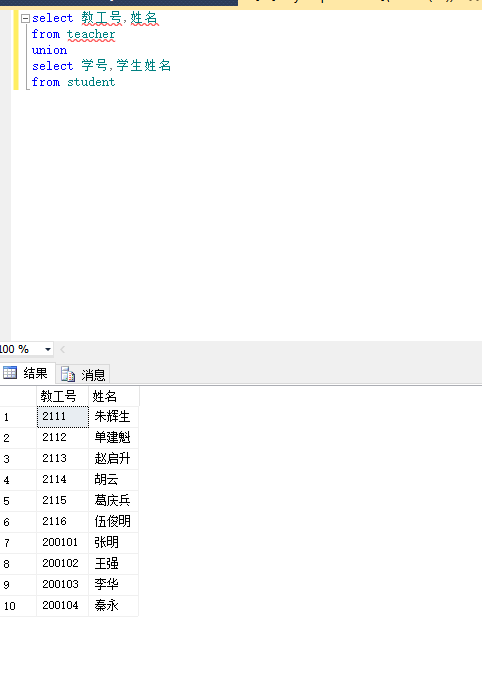 select 教工号,姓名
from teacher
union
select 学号,学生姓名
from student
100 %
结果 消息
教工号 姓名
1 2111 朱辉生
2 2112 单建魁
3 2113 赵启升
4 2114 胡云
5 2115 葛庆兵
6 2116 伍俊明
7 200101 张明
8 200102 王强
9 200103 李华
10 200104 秦永